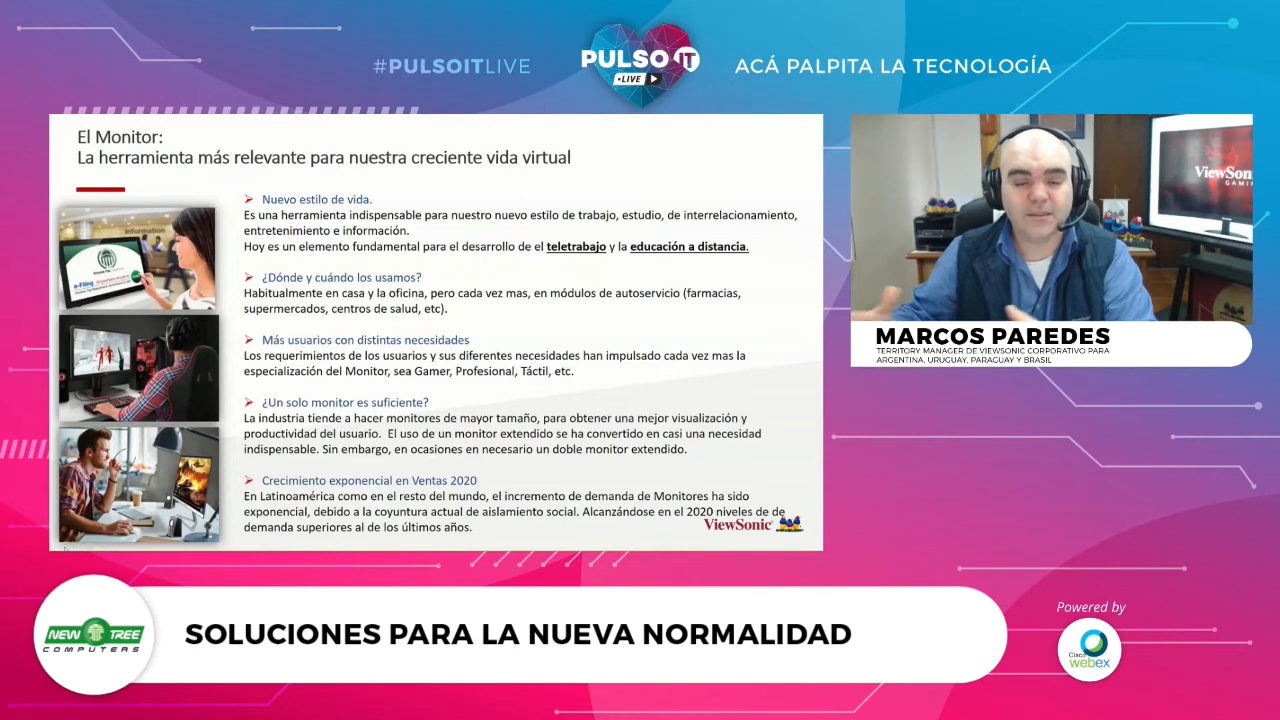 #PULSOITLIVE
PULSO IT
LIVE
ACÁ PALPITA LA TECNOLOGÍA
El Monitor:
La herramienta más relevante para nuestra creciente vida virtual
Nuevo estilo de vida.
Es una herramienta indispensable para nuestro nuevo estilo de trabajo, estudio, de interrelacionamiento,
entretenimiento e información.
Hoy es un elemento fundamental para el desarrollo de el teletrabajo y la educación a distancia.
¿Dónde y cuándo los usamos?
Habitualmente en casa y la oficina, pero cada vez mas, en módulos de autoservicio (farmacias,
supermercados, centros de salud, etc).
Más usuarios con distintas necesidades
Los requerimientos de los usuarios y sus diferentes necesidades han impulsado cada vez mas la
especialización del Monitor, sea Gamer, Profesional, Táctil, etc.
¿Un solo monitor es suficiente?
La industria tiende a hacer monitores de mayor tamaño, para obtener una mejor visualización y
productividad del usuario. El uso de un monitor extendido se ha convertido en casi una necesidad
indispensable. Sin embargo, en ocasiones en necesario un doble monitor extendido.
Crecimiento exponencial en Ventas 2020
En Latinoamérica como en el resto del mundo, el incremento de demanda de Monitores ha sido
exponencial, debido a la coyuntura actual de aislamiento social. Alcanzándose en el 2020 niveles de de
demanda superiores al de los últimos años.
ViewSonic
Information
e-Filing
ViewSon
GAMIN
MARCOS PAREDES
TERRITORY MANAGER DE VIEWSONIC CORPORATIVO PARA
ARGENTINA, URUGUAY, PARAGUAY Y BRASIL
NEW TREE
COMPUTERS
SOLUCIONES PARA LA NUEVA NORMALIDAD
Powered by
Cisco
webex